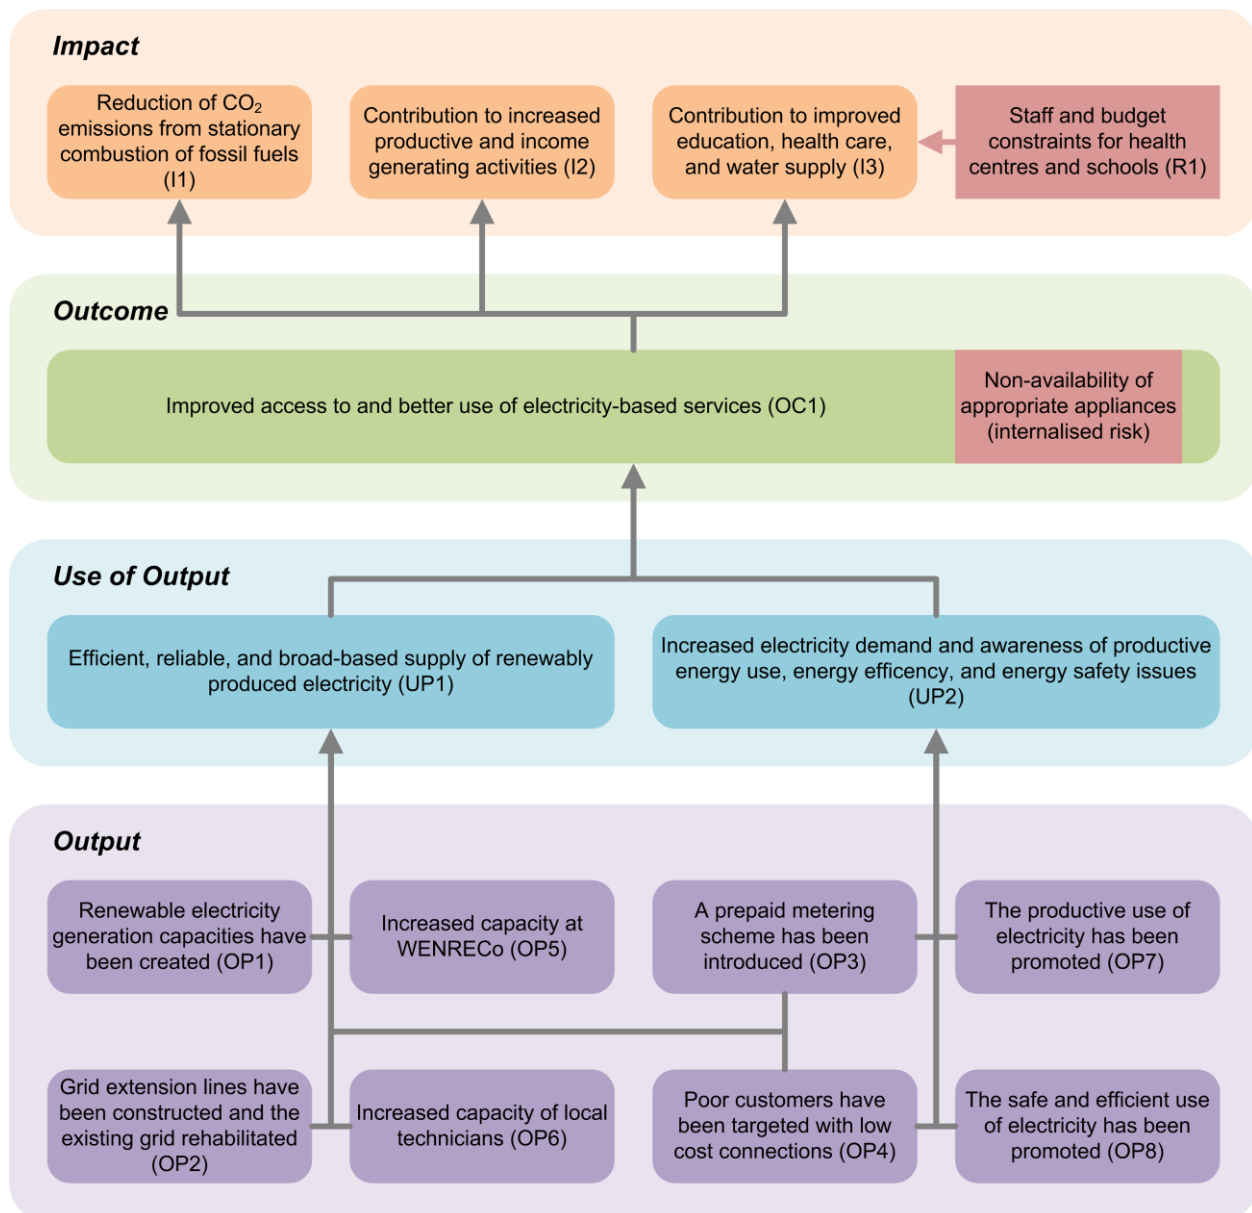 Impact
Reduction of CO₂
emissions from stationary
combustion of fossil fuels
(I1)
Contribution to increased
productive and income
generating activities (I2)
Contribution to improved
education, health care,
and water supply (I3)
Staff and budget
constraints for health
centres and schools (R1)
Outcome
Improved access to and better use of electricity-based services (OC1)
Non-availability of
appropriate appliances
(internalised risk)
Use of Output
Efficient, reliable, and broad-based supply of renewably
produced electricity (UP1)
Increased electricity demand and awareness of productive
energy use, energy efficency, and energy safety issues
(UP2)
Output
Renewable electricity
generation capacities have
been created (OP1)
Increased capacity at
WENRECo (OP5)
A prepaid metering
scheme has been
introduced (OP3)
The productive use of
electricity has been
promoted (OP7)
Grid extension lines have
been constructed and the
existing grid rehabilitated
(OP2)
Increased capacity of local
technicians (OP6)
Poor customers have
been targeted with low
cost connections (OP4)
The safe and efficient use
of electricity has been
promoted (OP8)